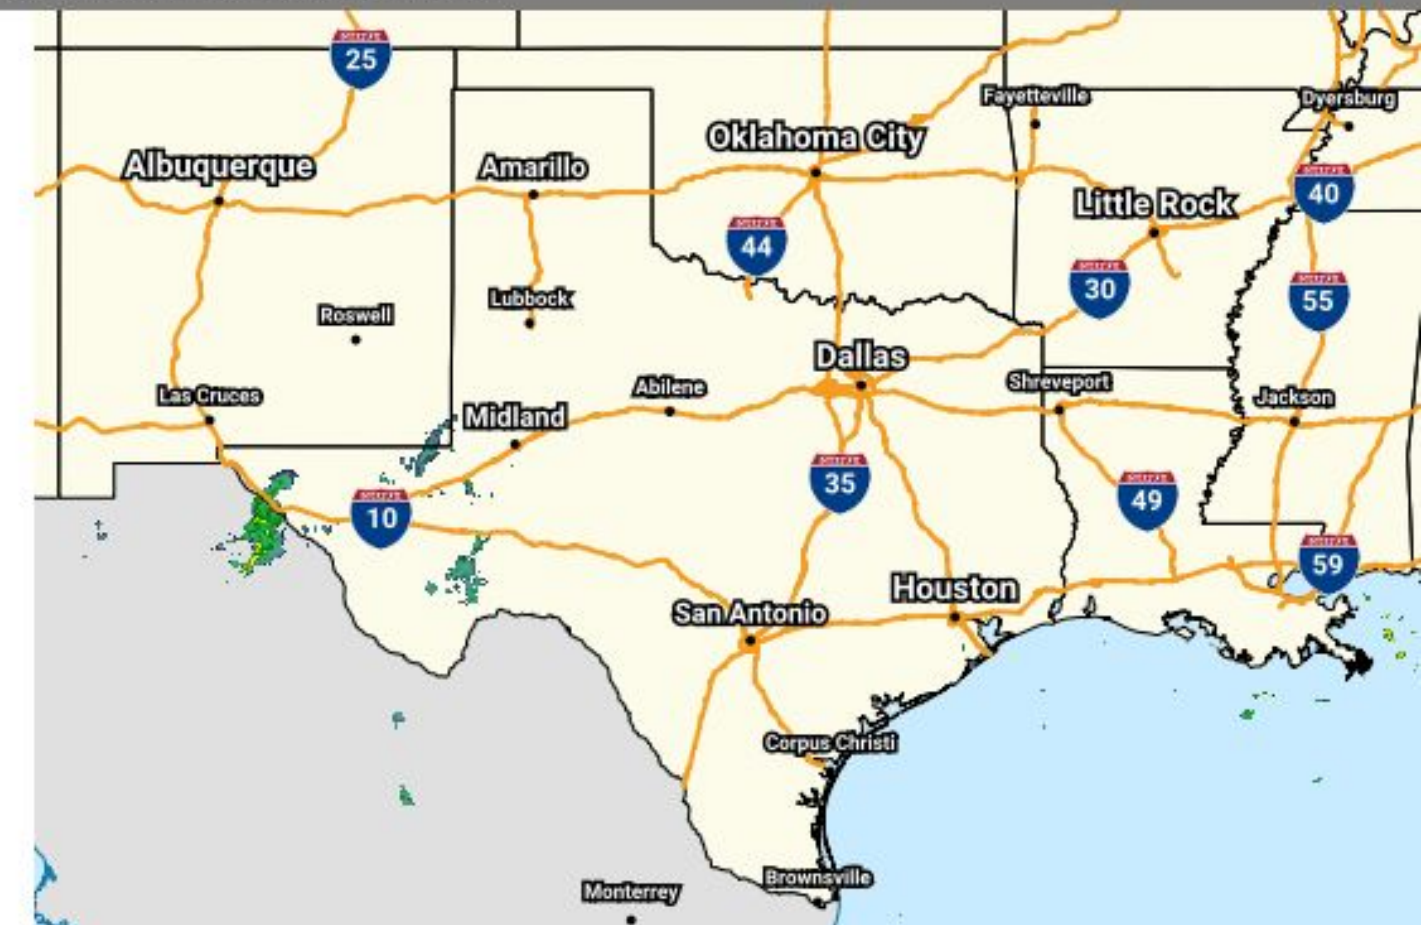 25
Fayetteville
Dyersburg
Oklahoma City
Albuquerque
Amarillo
40
Little Rock
44
30
55
Lubbock
Roswell
Dallas
Las Cruces
Abilene
Shreveport
Jackson
Midland
35
49
10
59
Houston
San Antonio
Corpus Christi
Brownsville
Monterrey